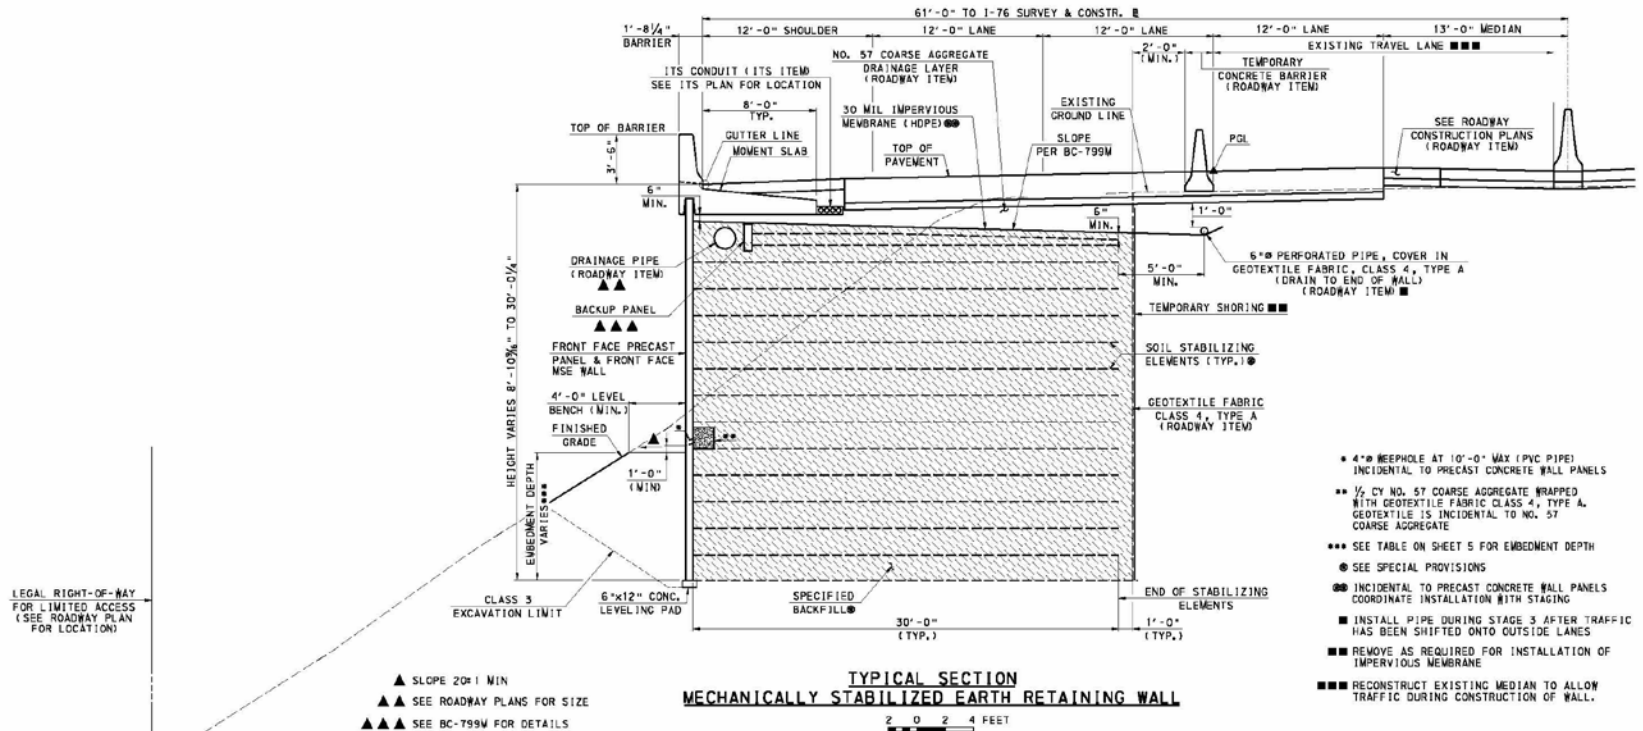 61'-0" TO I-76 SURVEY & CONSTR. ℄
1'-8¼"
BARRIER
12'-0" SHOULDER
12'-0" LANE
12'-0" LANE
12'-0" LANE
13'-0" MEDIAN
2'-0"
(MIN.)
EXISTING TRAVEL LANE ■■■
NO. 57 COARSE AGGREGATE
DRAINAGE LAYER
(ROADWAY ITEM)
TEMPORARY
CONCRETE BARRIER
(ROADWAY ITEM)
ITS CONDUIT (ITS ITEM)
SEE ITS PLAN FOR LOCATION
8'-0"
TYP.
30 MIL IMPERVIOUS
MEMBRANE (HDPE)⊛⊛
EXISTING
GROUND LINE
TOP OF BARRIER
GUTTER LINE
MOMENT SLAB
TOP OF
PAVEMENT
SLOPE
PER BC-799M
PGL
SEE ROADWAY
CONSTRUCTION PLANS
(ROADWAY ITEM)
3'-6"
6"
MIN.
6"
MIN.
1'-0"
DRAINAGE PIPE
(ROADWAY ITEM)
▲▲
5'-0"
MIN.
6"Ø PERFORATED PIPE, COVER IN
GEOTEXTILE FABRIC, CLASS 4, TYPE A
(DRAIN TO END OF WALL)
(ROADWAY ITEM) ■
BACKUP PANEL
▲▲▲
TEMPORARY SHORING ■■
HEIGHT VARIES 8'-10⅜" TO 30'-0¼"
FRONT FACE PRECAST
PANEL & FRONT FACE
MSE WALL
SOIL STABILIZING
ELEMENTS (TYP.)⊛
4'-0" LEVEL
BENCH (MIN.)
GEOTEXTILE FABRIC
CLASS 4, TYPE A
(ROADWAY ITEM)
FINISHED
GRADE
▲
*
**
1'-0"
(MIN)
EMBEDMENT DEPTH
VARIES***
LEGAL RIGHT-OF-WAY
FOR LIMITED ACCESS
(SEE ROADWAY PLAN
FOR LOCATION)
CLASS 3
EXCAVATION LIMIT
6"x12" CONC.
LEVELING PAD
SPECIFIED
BACKFILL⊛
END OF STABILIZING
ELEMENTS
30'-0"
(TYP.)
1'-0"
(TYP.)
* 4"Ø WEEPHOLE AT 10'-0" MAX (PVC PIPE)
INCIDENTAL TO PRECAST CONCRETE WALL PANELS
** ½ CY NO. 57 COARSE AGGREGATE WRAPPED
WITH GEOTEXTILE FABRIC CLASS 4, TYPE A.
GEOTEXTILE IS INCIDENTAL TO NO. 57
COARSE AGGREGATE
*** SEE TABLE ON SHEET 5 FOR EMBEDMENT DEPTH
⊛ SEE SPECIAL PROVISIONS
⊛⊛ INCIDENTAL TO PRECAST CONCRETE WALL PANELS
COORDINATE INSTALLATION WITH STAGING
■ INSTALL PIPE DURING STAGE 3 AFTER TRAFFIC
HAS BEEN SHIFTED ONTO OUTSIDE LANES
■■ REMOVE AS REQUIRED FOR INSTALLATION OF
IMPERVIOUS MEMBRANE
■■■ RECONSTRUCT EXISTING MEDIAN TO ALLOW
TRAFFIC DURING CONSTRUCTION OF WALL.
▲ SLOPE 20:1 MIN
▲▲ SEE ROADWAY PLANS FOR SIZE
▲▲▲ SEE BC-799M FOR DETAILS
TYPICAL SECTION
MECHANICALLY STABILIZED EARTH RETAINING WALL
2 0 2 4 FEET